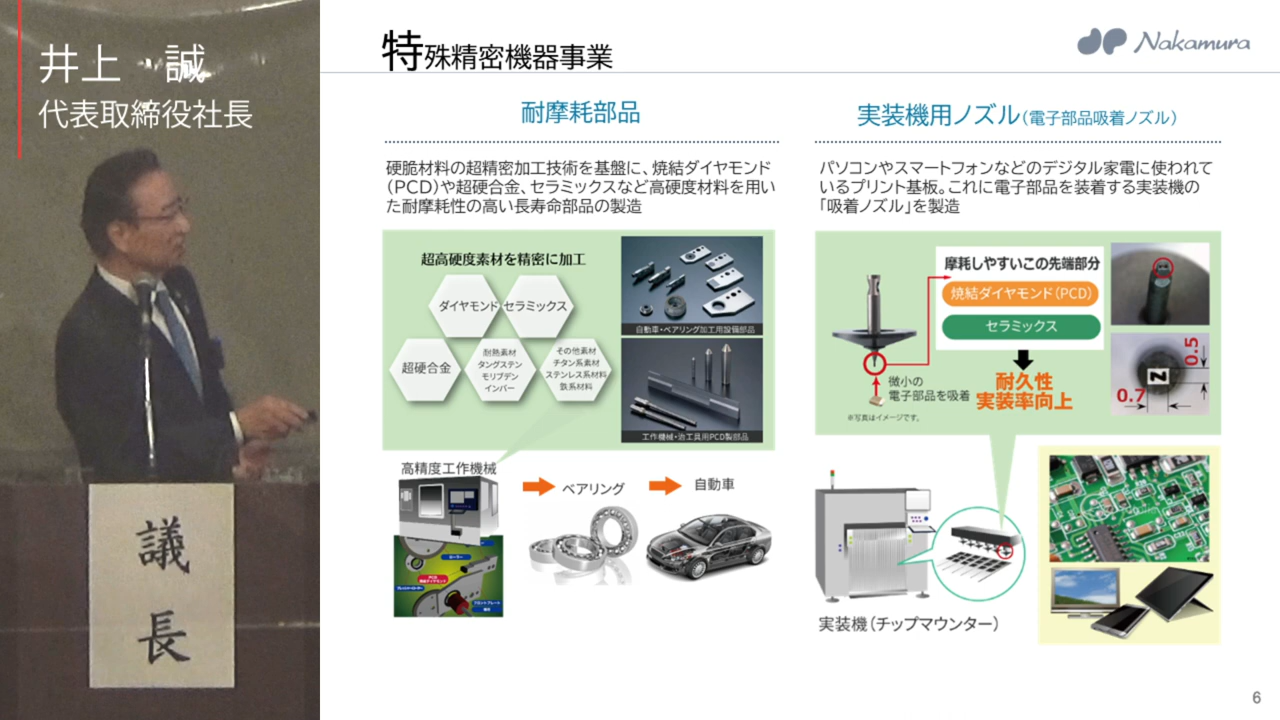 井上 誠
代表取締役社長
議
長
特殊精密機器事業
Nakamura
耐摩耗部品
硬脆材料の超精密加工技術を基盤に、焼結ダイヤモンド
(PCD)や超硬合金、セラミックスなど高硬度材料を用い
た耐摩耗性の高い長寿命部品の製造
超高硬度素材を精密に加工
ダイヤモンド
セラミックス
超硬合金
耐熱素材
タングステン
モリブデン
インバー
その他素材
チタン系素材
ステンレス系材料
鉄系材料
自動車・ベアリング加工用設備部品
工作機械・治工具用PCD製部品
高精度工作機械
ベアリング
自動車
実装機用ノズル(電子部品吸着ノズル)
パソコンやスマートフォンなどのデジタル家電に使われて
いるプリント基板。これに電子部品を装着する実装機の
「吸着ノズル」を製造
摩耗しやすいこの先端部分
焼結ダイヤモンド(PCD)
セラミックス
耐久性
実装率向上
微小の
電子部品を吸着
※写真はイメージです。
0.5
0.7
実装機(チップマウンター)
6